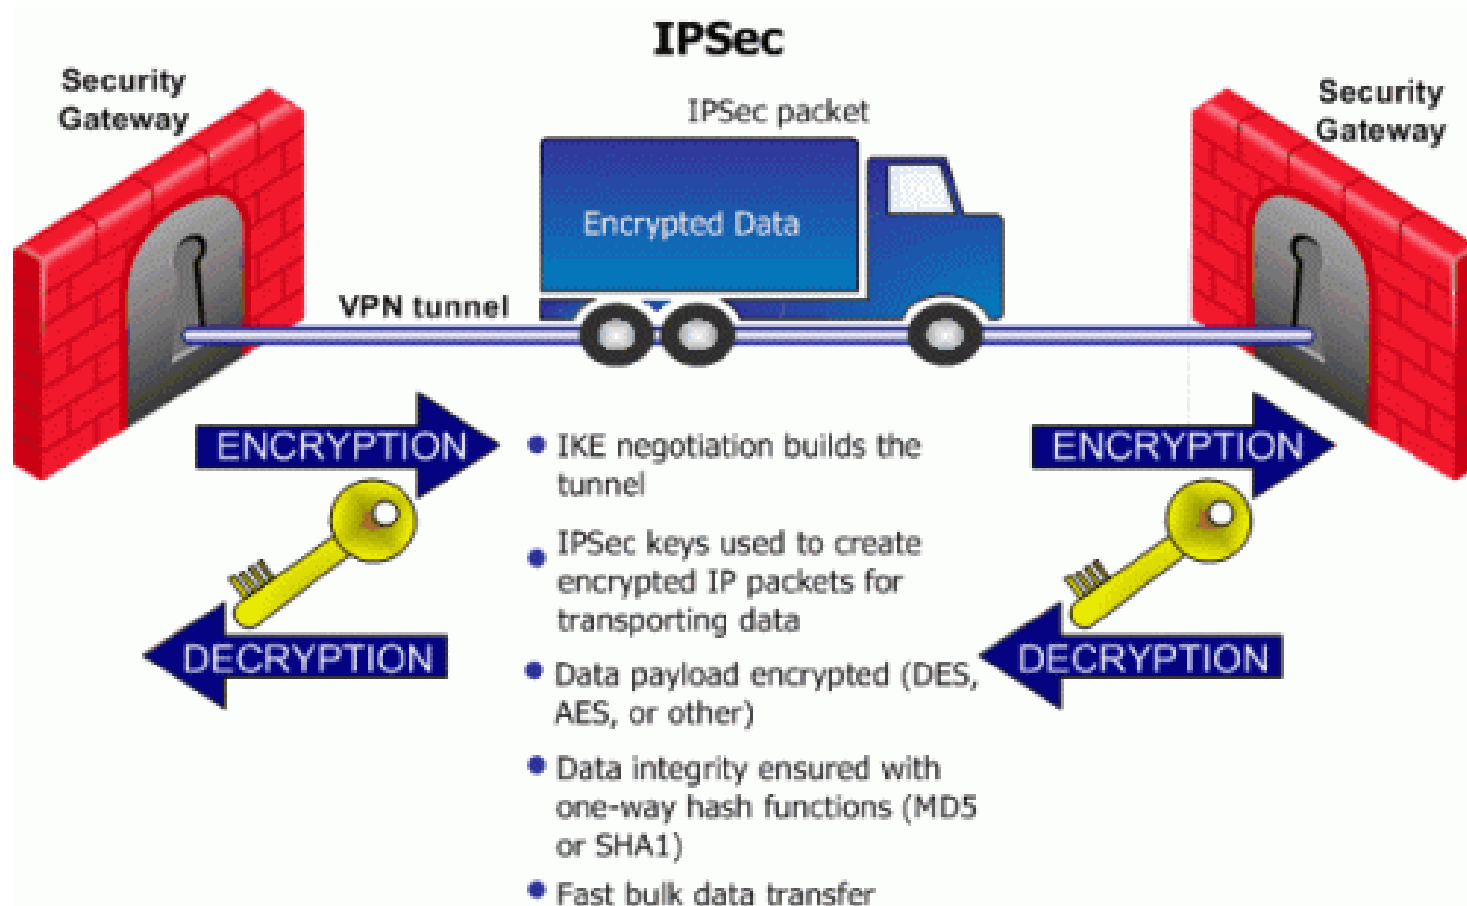 IPSec
Security
Gateway
IPSec packet
Security
Gateway
Encrypted Data
VPN tunnel
ENCRYPTION
DECRYPTION
IKE negotiation builds the
tunnel
IPSec keys used to create
encrypted IP packets for
transporting data
Data payload encrypted (DES,
AES, or other)
Data integrity ensured with
one-way hash functions (MD5
or SHA1)
Fast bulk data transfer
ENCRYPTION
DECRYPTION